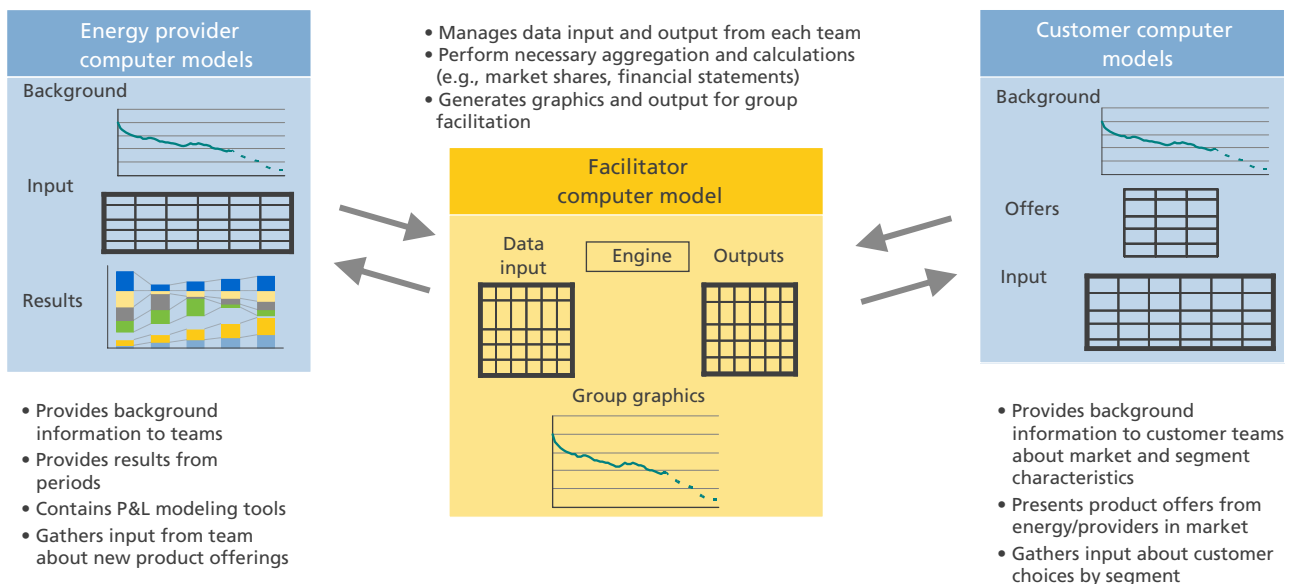 Energy provider
computer models
Background
Input
Results
• Provides background
information to teams
• Provides results from
periods
• Contains P&L modeling tools
• Gathers input from team
about new product offerings
• Manages data input and output from each team
• Perform necessary aggregation and calculations
(e.g., market shares, financial statements)
• Generates graphics and output for group
facilitation
Facilitator
computer model
Data
input
Engine
Outputs
Group graphics
Customer computer
models
Background
Offers
Input
• Provides background
information to customer teams
about market and segment
characteristics
• Presents product offers from
energy/providers in market
• Gathers input about customer
choices by segment